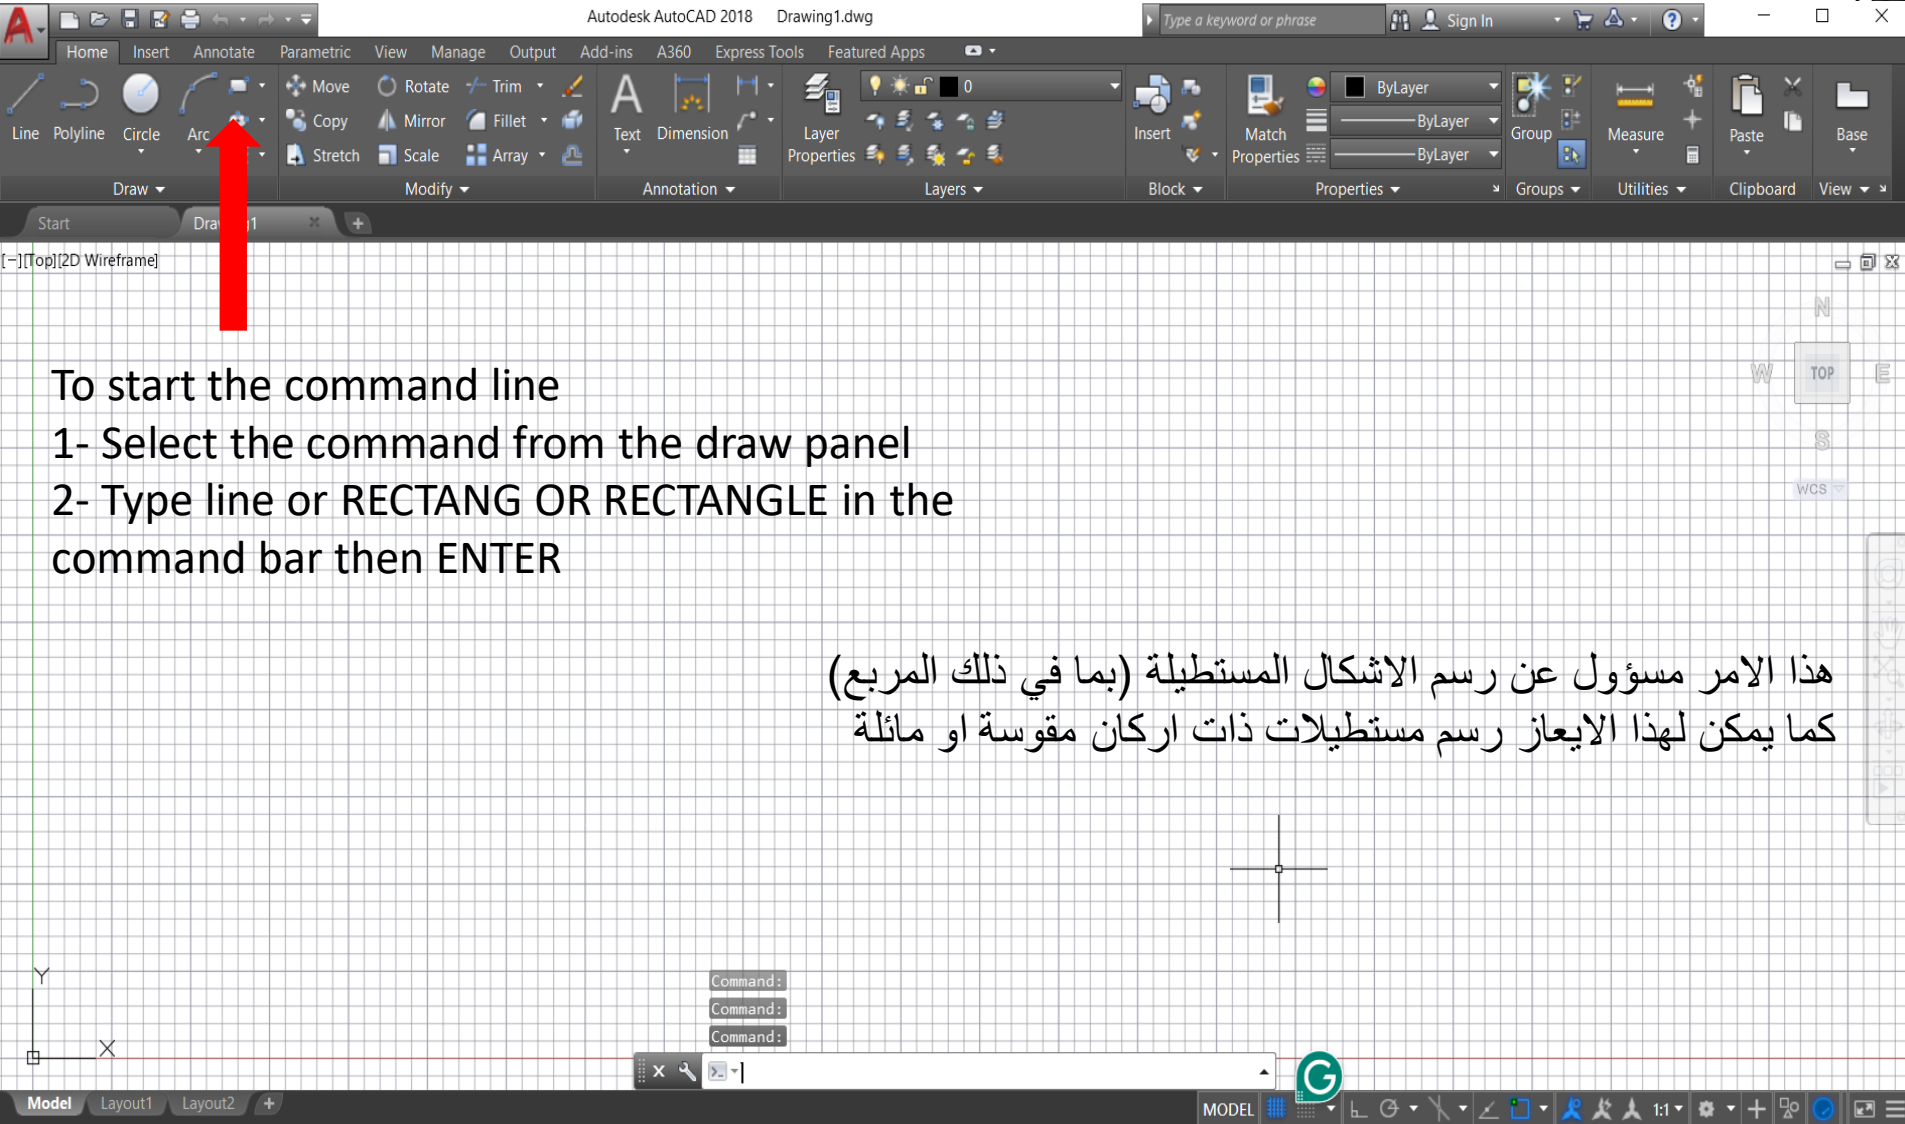 Autodesk AutoCAD 2018 Drawing1.dwg
Type a keyword or phrase
Sign In
Home Insert Annotate Parametric View Manage Output Add-ins A360 Express Tools Featured Apps
Move Rotate Trim
0
ByLayer
Copy Mirror Fillet
ByLayer
Line Polyline Circle Arc
Text Dimension
Layer Properties
Insert
Match Properties
Group
Measure
Paste
Base
Stretch Scale Array
ByLayer
Draw Modify Annotation Layers Block Properties Groups Utilities Clipboard View
Start Drawing1
[−][Top][2D Wireframe]
N
W TOP E
S
WCS
To start the command line
1- Select the command from the draw panel
2- Type line or RECTANG OR RECTANGLE in the
command bar then ENTER
هذا الامر مسؤول عن رسم الاشكال المستطيلة (بما في ذلك المربع)
كما يمكن لهذا الايعاز رسم مستطيلات ذات اركان مقوسة او مائلة
Y
X
Command:
Command:
Command:
Model Layout1 Layout2
MODEL
1:1